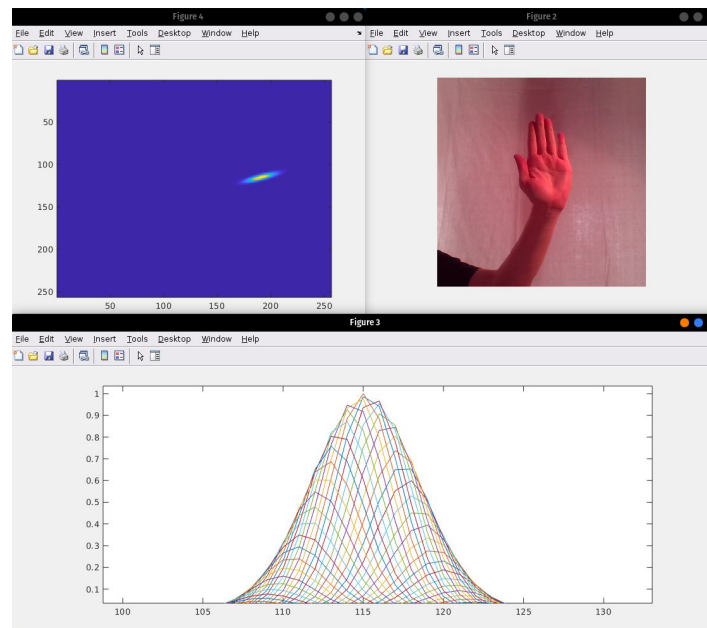 Figure 4
File Edit View Insert Tools Desktop Window Help
50
100
150
200
250
50 100 150 200 250
Figure 2
File Edit View Insert Tools Desktop Window Help
Figure 3
File Edit View Insert Tools Desktop Window Help
1
0.9
0.8
0.7
0.6
0.5
0.4
0.3
0.2
0.1
100 105 110 115 120 125 130